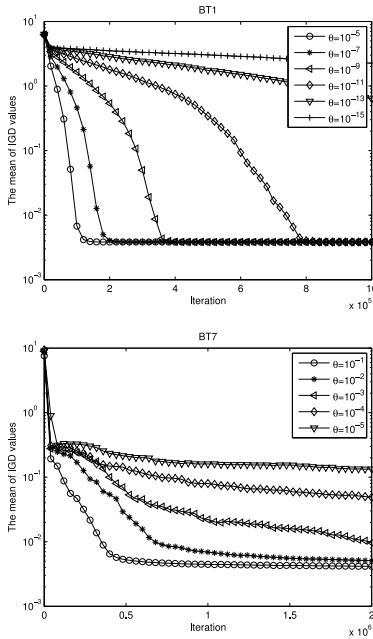 BT1
10^1
10^0
10^-1
10^-2
10^-3
The mean of IGD values
θ=10^-5
θ=10^-7
θ=10^-9
θ=10^-11
θ=10^-13
θ=10^-15
0 2 4 6 8 10
Iteration
x 10^5
BT7
10^1
10^0
10^-1
10^-2
10^-3
The mean of IGD values
θ=10^-1
θ=10^-2
θ=10^-3
θ=10^-4
θ=10^-5
0 0.5 1 1.5 2
Iteration
x 10^6